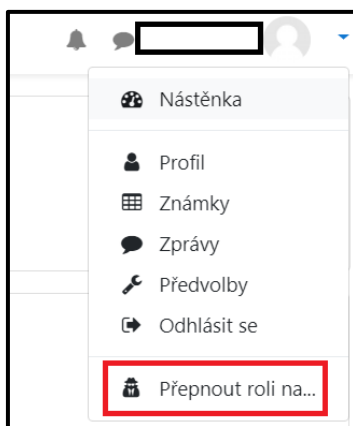 Nástěnka
Profil
Známky
Zprávy
Předvolby
Odhlásit se
Přepnout roli na...